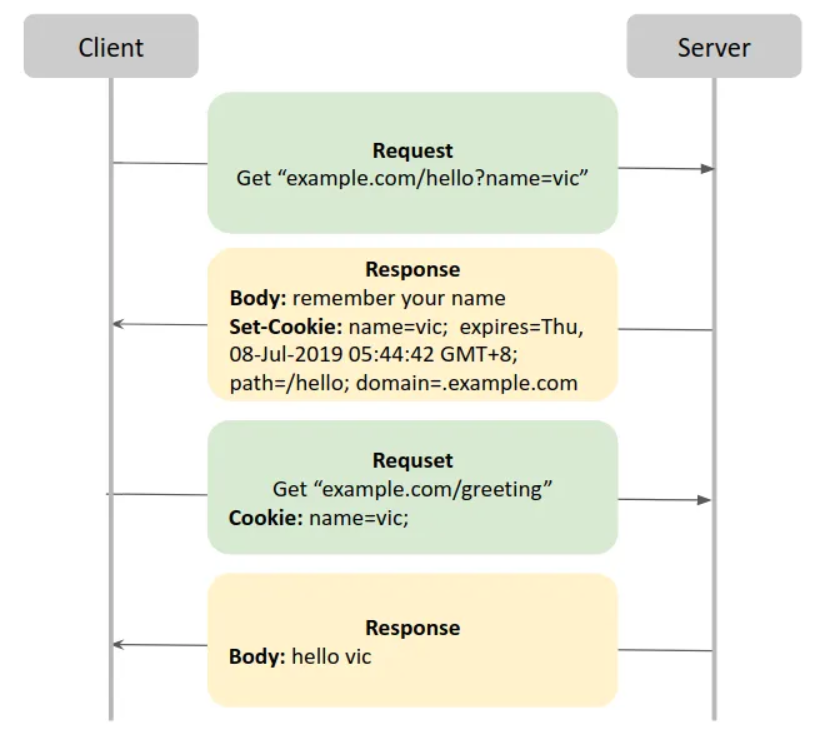 Client
Server
Request
Get “example.com/hello?name=vic”
Response
Body: remember your name
Set-Cookie: name=vic;  expires=Thu,
08-Jul-2019 05:44:42 GMT+8;
path=/hello; domain=.example.com
Requset
Get “example.com/greeting”
Cookie: name=vic;
Response
Body: hello vic